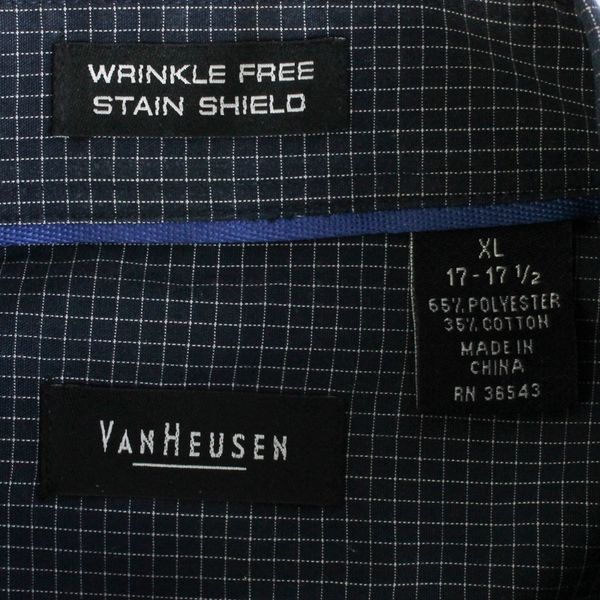 WRINKLE FREE
STAIN SHIELD
XL
17-17 1/2
65% POLYESTER
35% COTTON
MADE IN
CHINA
RN 36543
VANHEUSEN